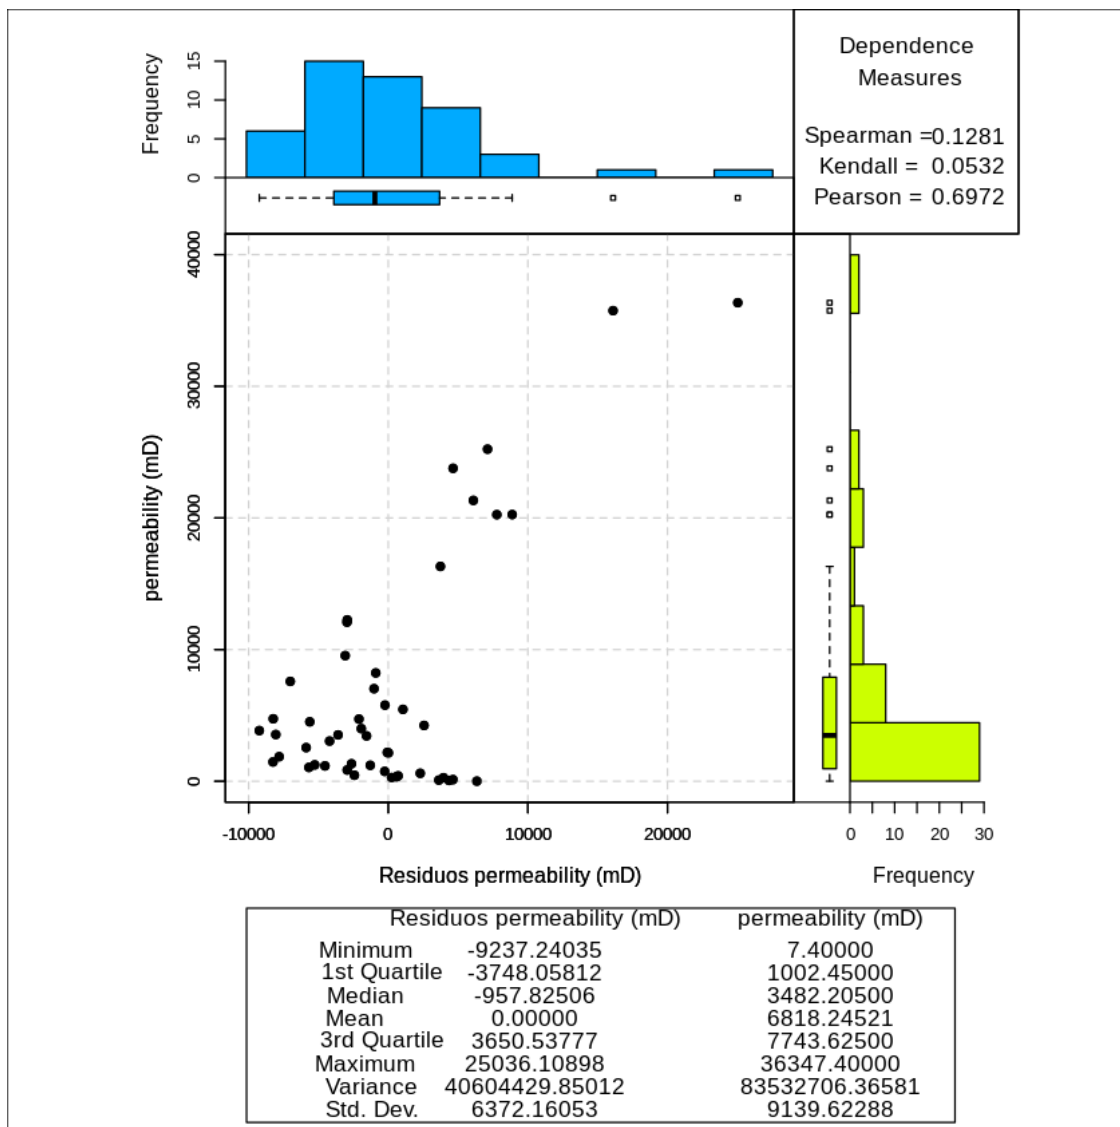 Frequency
15
10
5
0
Dependence
Measures
Spearman =0.1281
Kendall = 0.0532
Pearson = 0.6972
permeability (mD)
40000
30000
20000
10000
0
-10000 0 10000 20000
Residuos permeability (mD)
0 10 20 30
Frequency
Residuos permeability (mD) permeability (mD)
Minimum -9237.24035 7.40000
1st Quartile -3748.05812 1002.45000
Median -957.82506 3482.20500
Mean 0.00000 6818.24521
3rd Quartile 3650.53777 7743.62500
Maximum 25036.10898 36347.40000
Variance 40604429.85012 83532706.36581
Std. Dev. 6372.16053 9139.62288